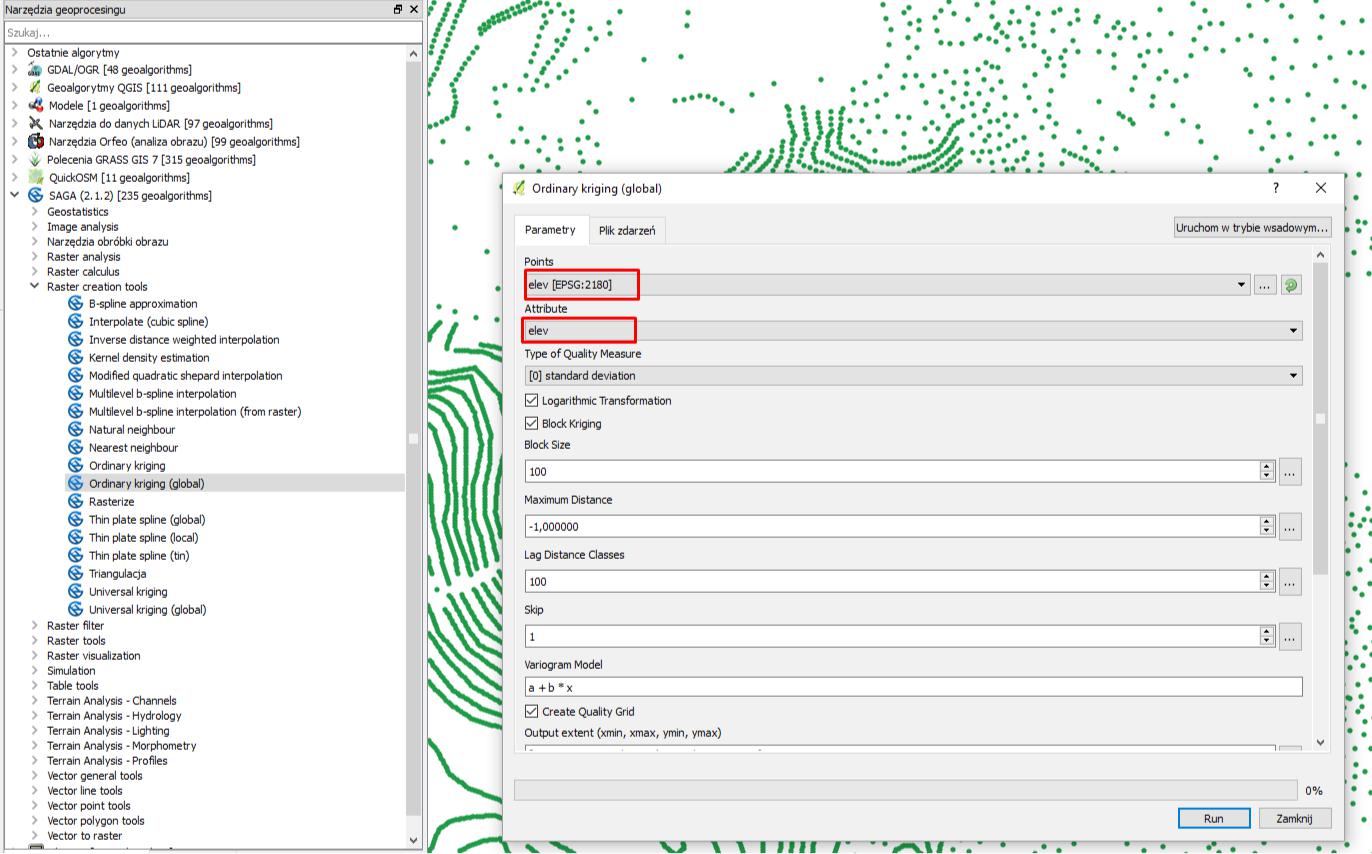 Narzędzia geoprocesingu
Szukaj...
Ostatnie algorytmy
GDAL/OGR [48 geoalgorithms]
Geoalgorytmy QGIS [111 geoalgorithms]
Modele [1 geoalgorithms]
Narzędzia do danych LiDAR [97 geoalgorithms]
Narzędzia Orfeo (analiza obrazu) [99 geoalgorithms]
Polecenia GRASS GIS 7 [315 geoalgorithms]
QuickOSM [11 geoalgorithms]
SAGA (2.1.2) [235 geoalgorithms]
Geostatistics
Image analysis
Narzędzia obróbki obrazu
Raster analysis
Raster calculus
Raster creation tools
B-spline approximation
Interpolate (cubic spline)
Inverse distance weighted interpolation
Kernel density estimation
Modified quadratic shepard interpolation
Multilevel b-spline interpolation
Multilevel b-spline interpolation (from raster)
Natural neighbour
Nearest neighbour
Ordinary kriging
Ordinary kriging (global)
Rasterize
Thin plate spline (global)
Thin plate spline (local)
Thin plate spline (tin)
Triangulacja
Universal kriging
Universal kriging (global)
Raster filter
Raster tools
Raster visualization
Simulation
Table tools
Terrain Analysis - Channels
Terrain Analysis - Hydrology
Terrain Analysis - Lighting
Terrain Analysis - Morphometry
Terrain Analysis - Profiles
Vector general tools
Vector line tools
Vector point tools
Vector polygon tools
Vector to raster
Ordinary kriging (global)
?
Parametry
Plik zdarzeń
Uruchom w trybie wsadowym...
Points
elev [EPSG:2180]
...
Attribute
elev
Type of Quality Measure
[0] standard deviation
Logarithmic Transformation
Block Kriging
Block Size
100
...
Maximum Distance
-1,000000
...
Lag Distance Classes
100
...
Skip
1
...
Variogram Model
a + b * x
Create Quality Grid
Output extent (xmin, xmax, ymin, ymax)
0%
Run
Zamknij